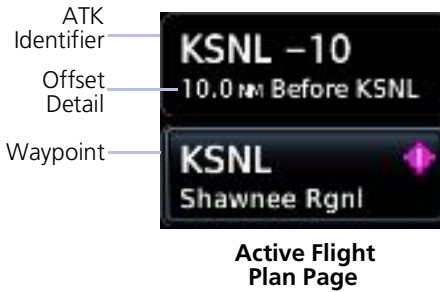 ATK
Identifier
KSNL –10
Offset
Detail
10.0 NM Before KSNL
Waypoint
KSNL
Shawnee Rgnl
Active Flight
Plan Page